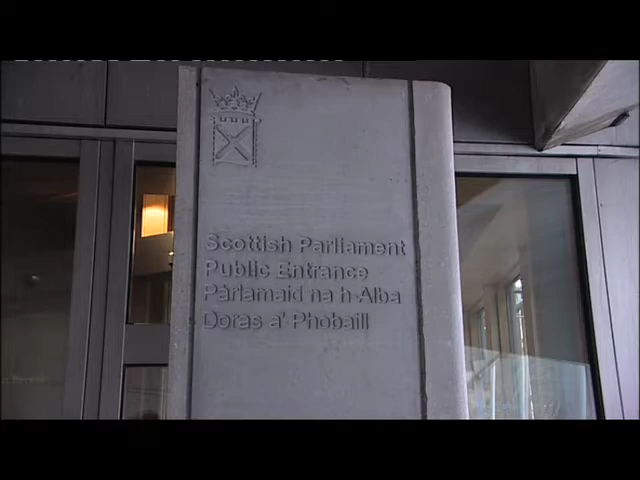 Scottish Parliament
Public Entrance
Pàrlamaid na h-Alba
Doras a' Phobaill